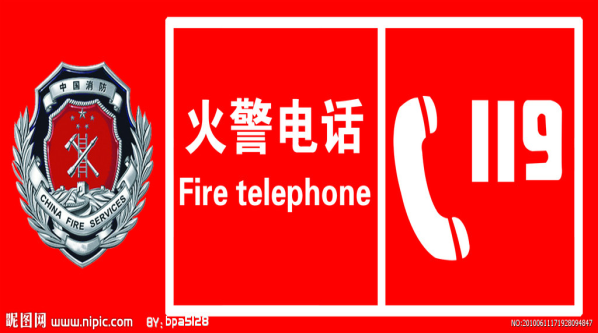 中国消防
CHINA FIRE SERVICES
火警电话
Fire telephone
119
昵图网 www.nipic.com BY:bpa5128
NO:20100611171928094847